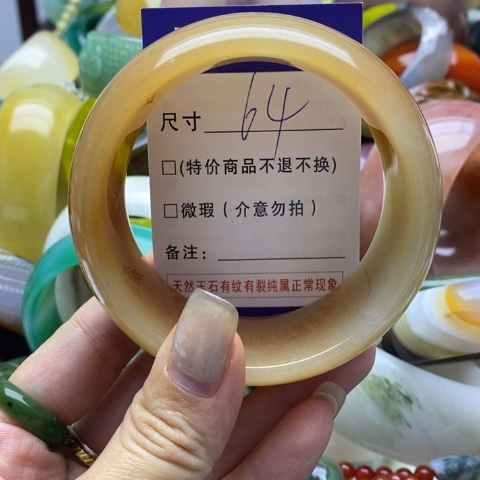 尺寸 64
□(特价商品不退不换)
□微瑕(介意勿拍)
备注:
天然玉石有纹有裂纯属正常现象